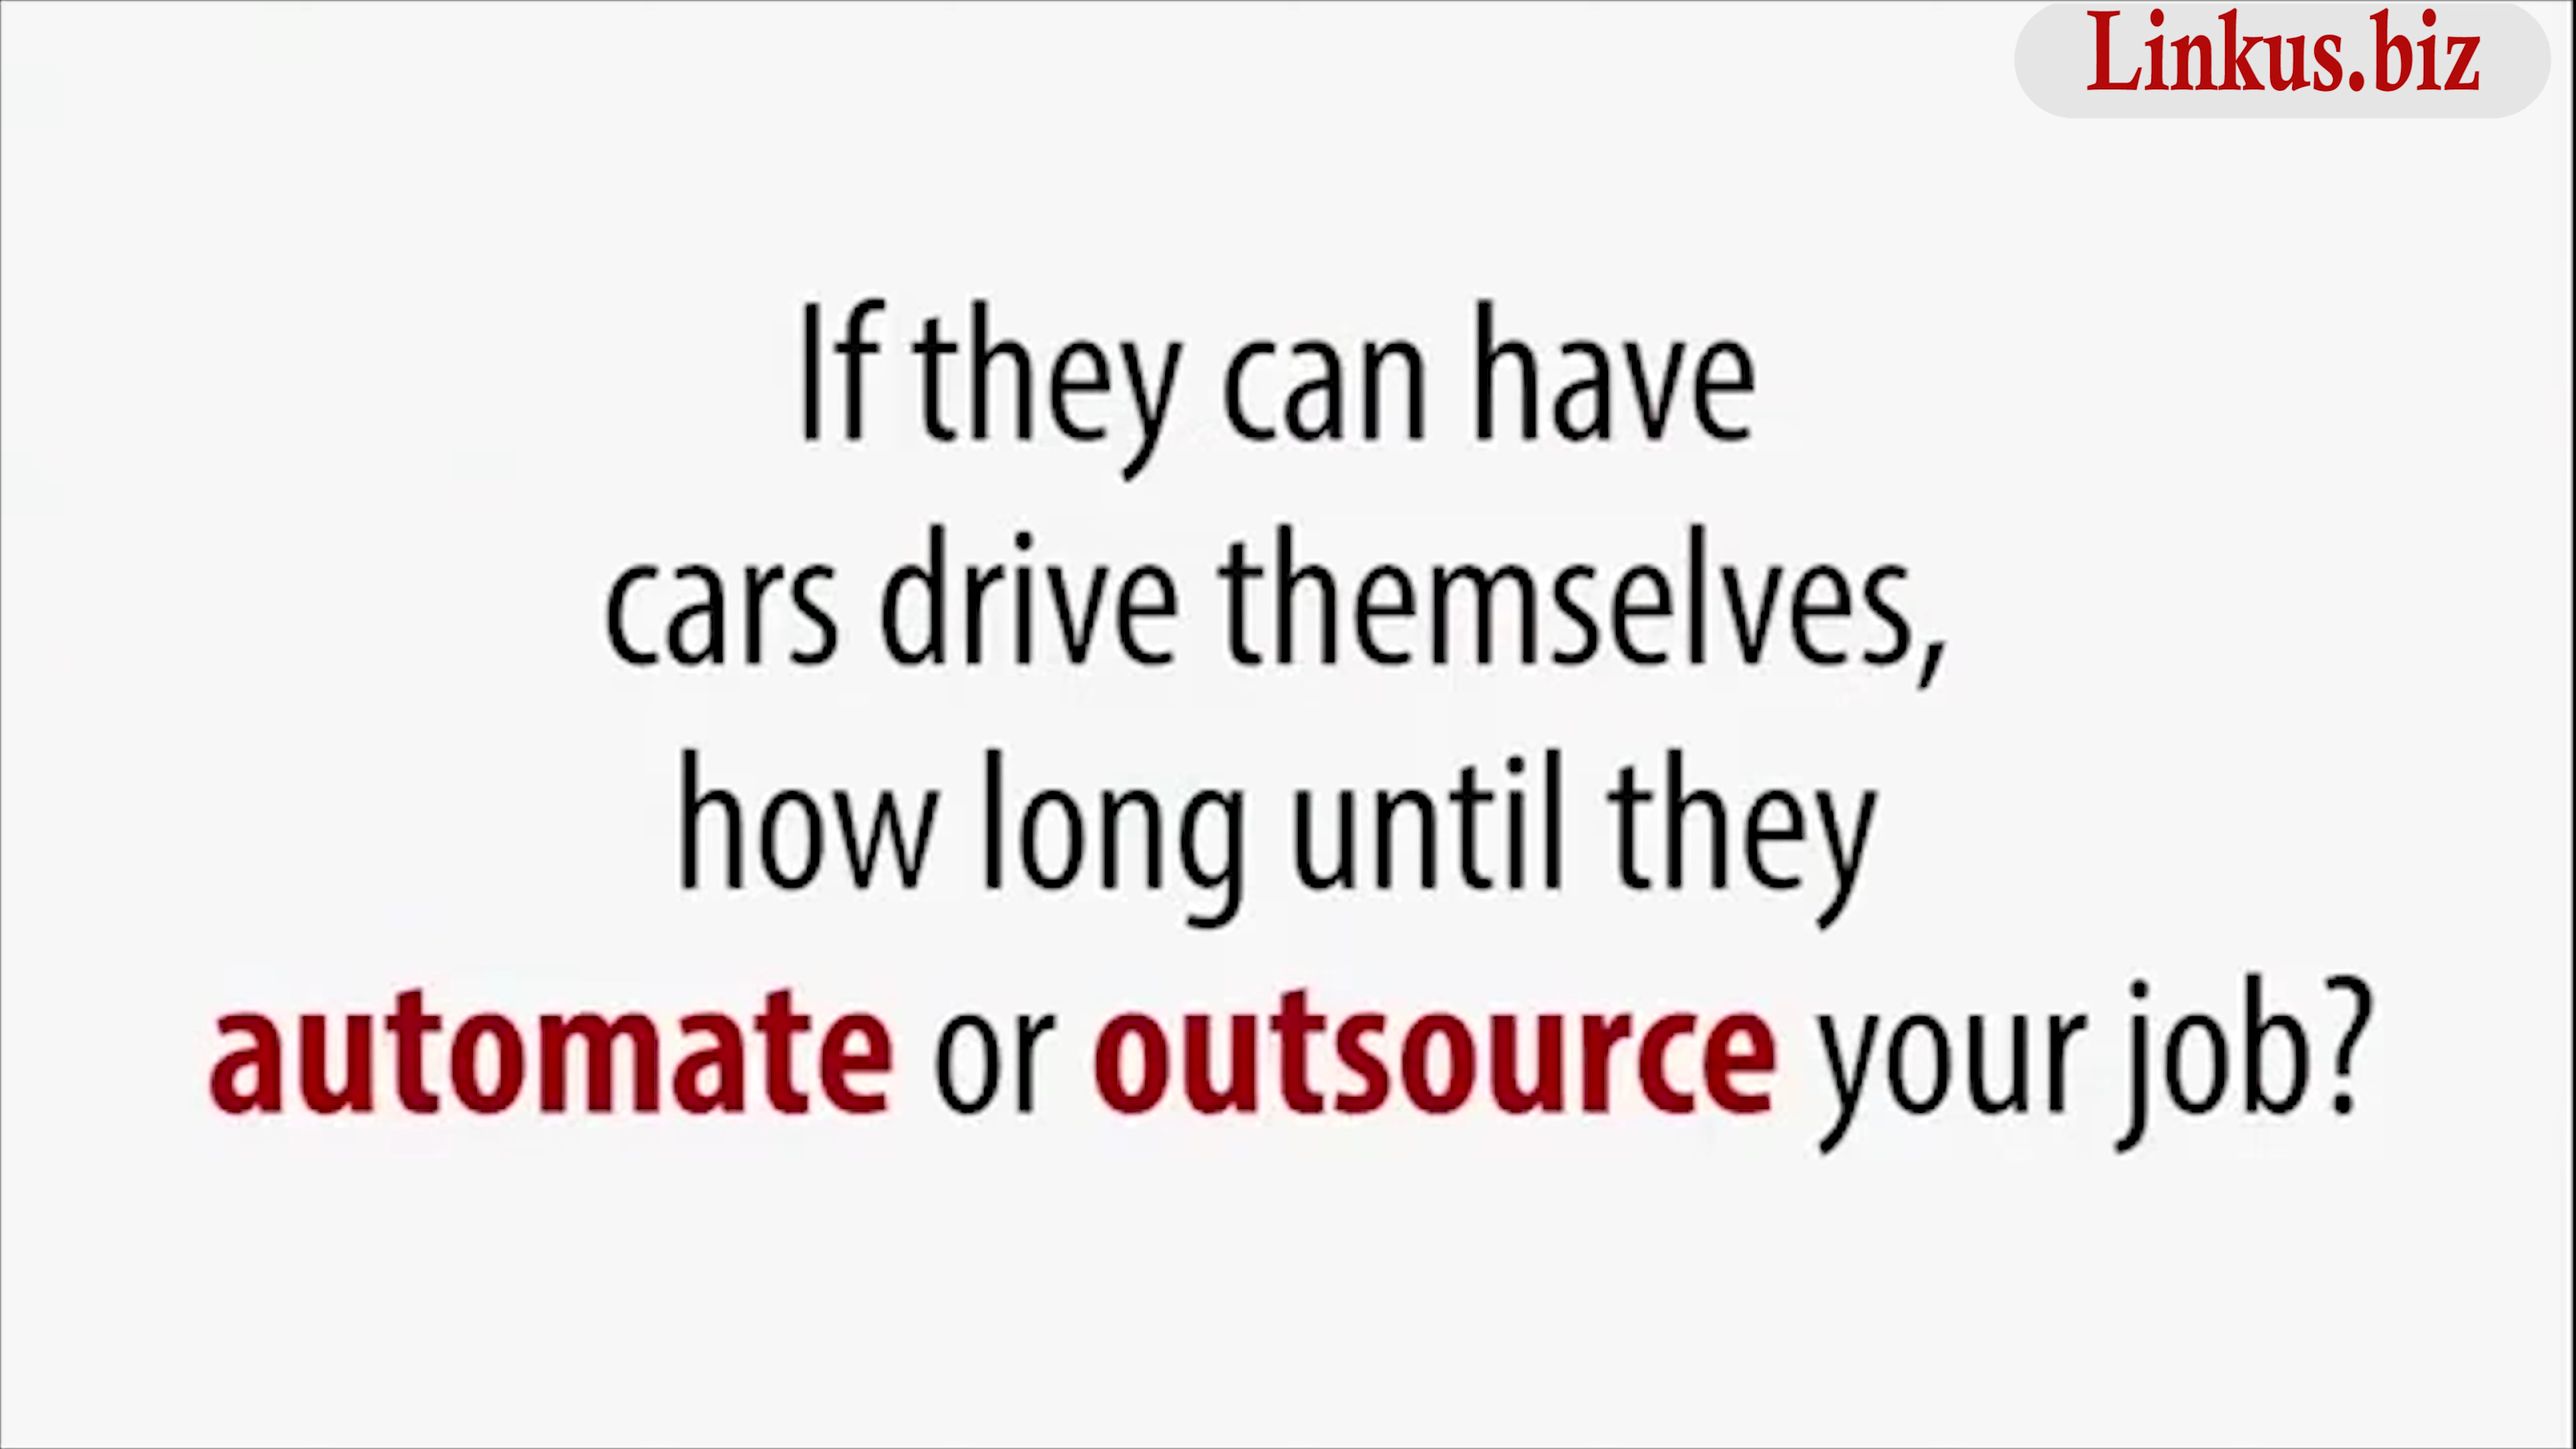 Linkus.biz
If they can have
cars drive themselves,
how long until they
automate or outsource your job?